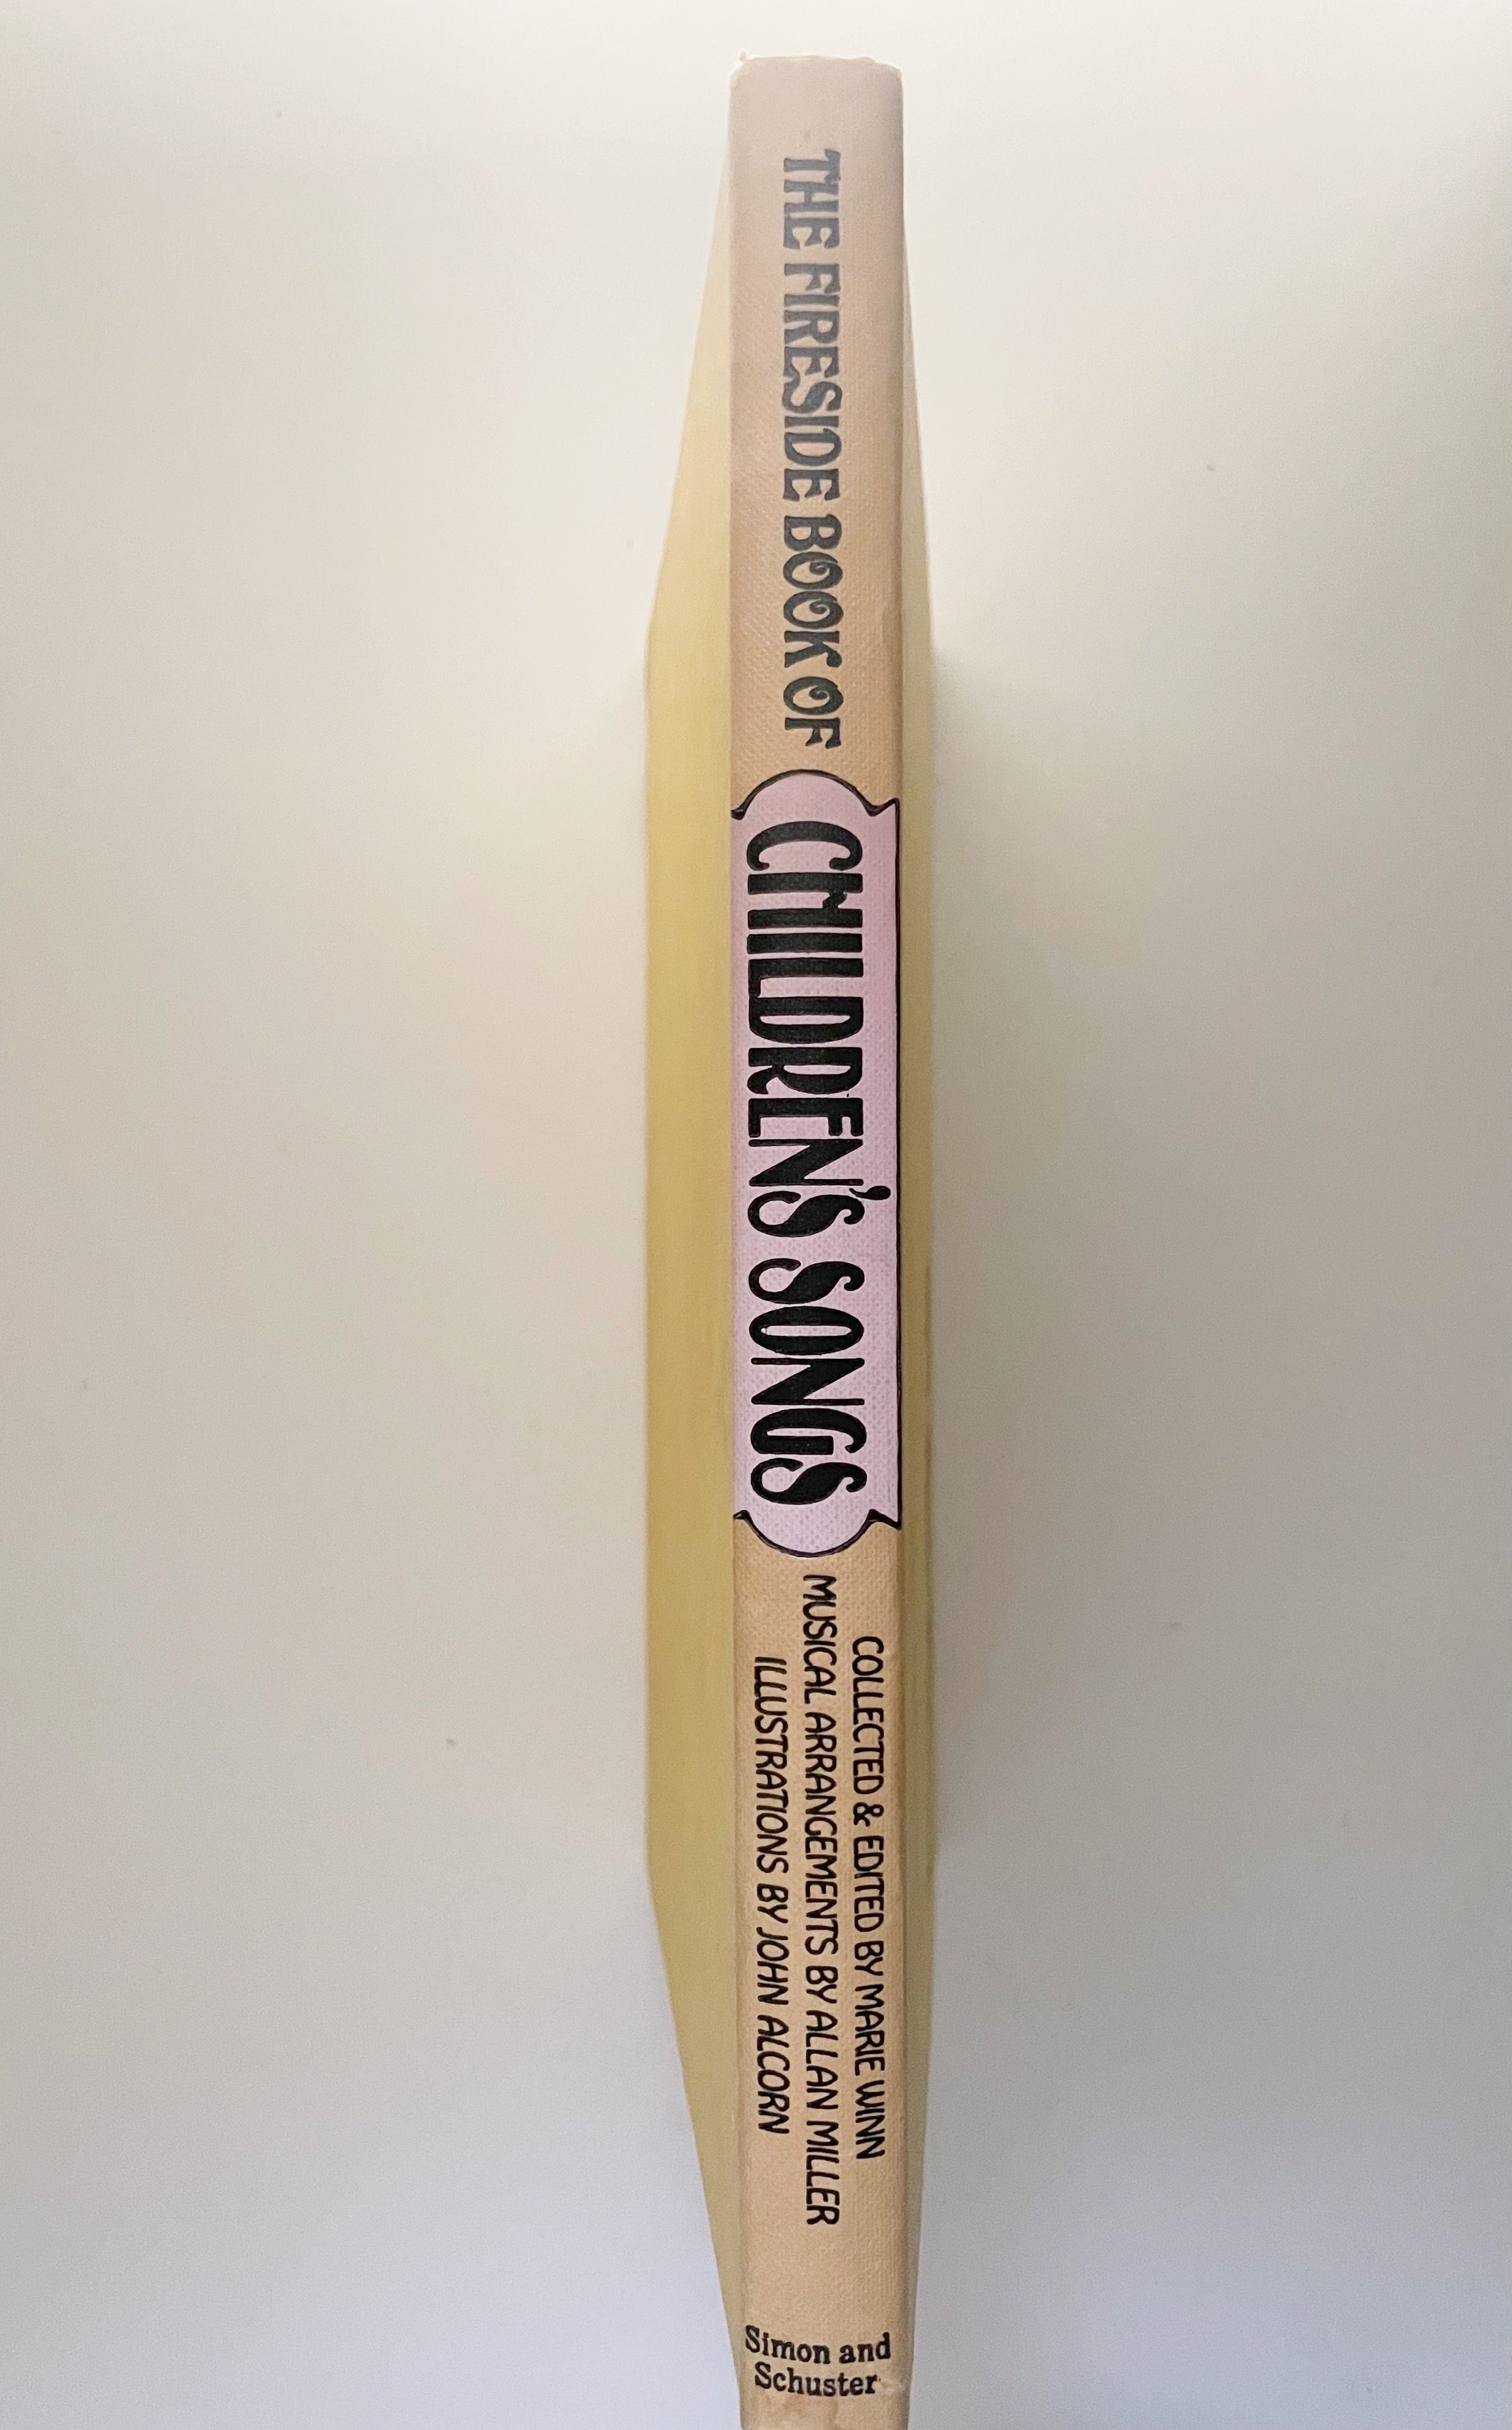 THE FIRESIDE BOOK OF
CHILDREN'S SONGS
COLLECTED & EDITED BY MARIE WINN
MUSICAL ARRANGEMENTS BY ALLAN MILLER
ILLUSTRATIONS BY JOHN ALCORN
Simon and
Schuster